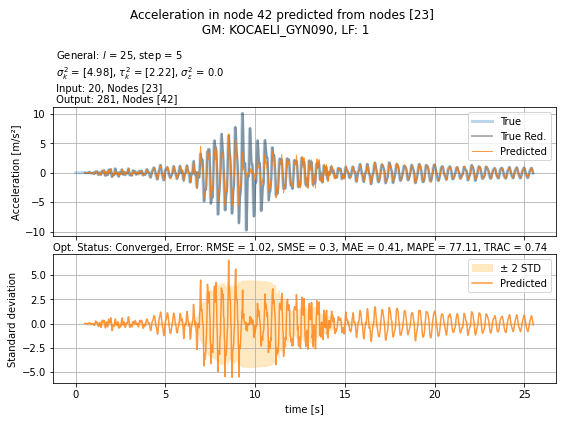 Acceleration in node 42 predicted from nodes [23]
GM: KOCAELI_GYN090, LF: 1
General: l = 25, step = 5
σ_k^2 = [4.98], τ_k^2 = [2.22], σ_ε^2 = 0.0
Input: 20, Nodes [23]
Output: 281, Nodes [42]
Acceleration [m/s²]
10
5
0
−5
−10
True
True Red.
Predicted
Opt. Status: Converged, Error: RMSE = 1.02, SMSE = 0.3, MAE = 0.41, MAPE = 77.11, TRAC = 0.74
Standard deviation
5.0
2.5
0.0
−2.5
−5.0
± 2 STD
Predicted
0 5 10 15 20 25
time [s]